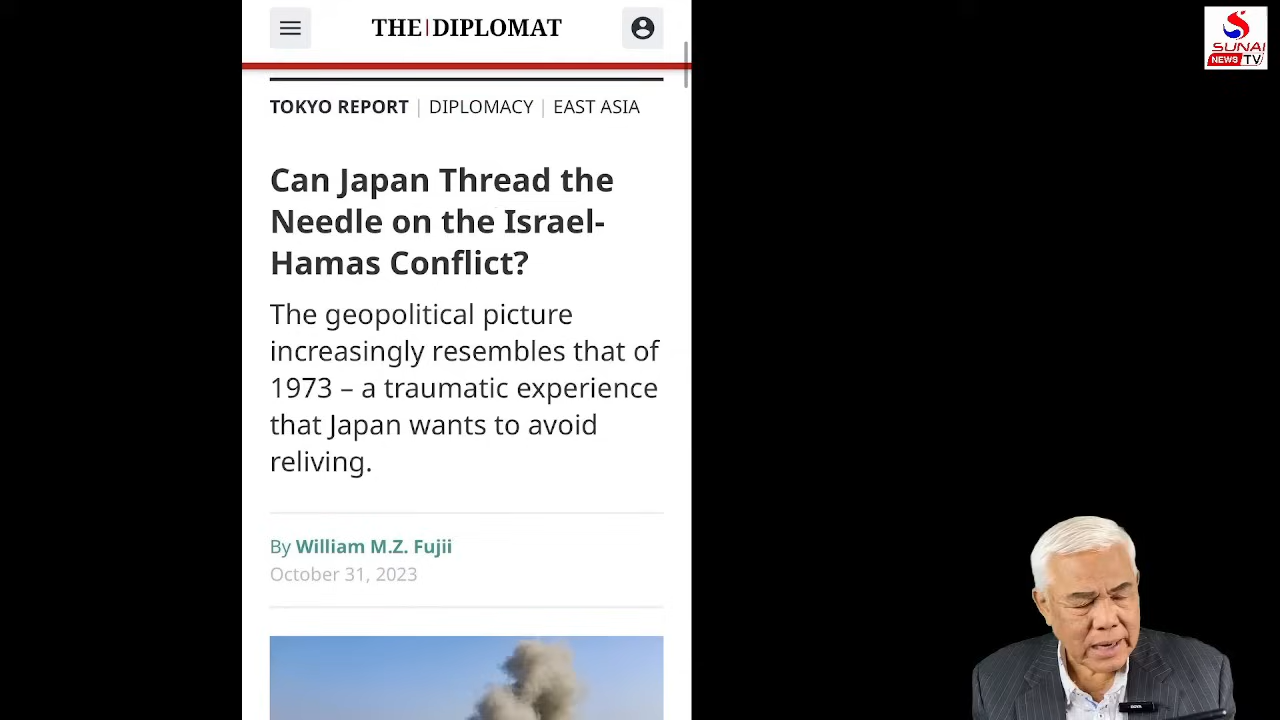 THE|DIPLOMAT
SUNAI
NEWS TV
TOKYO REPORT | DIPLOMACY | EAST ASIA
Can Japan Thread the
Needle on the Israel-
Hamas Conflict?
The geopolitical picture
increasingly resembles that of
1973 – a traumatic experience
that Japan wants to avoid
reliving.
By William M.Z. Fujii
October 31, 2023